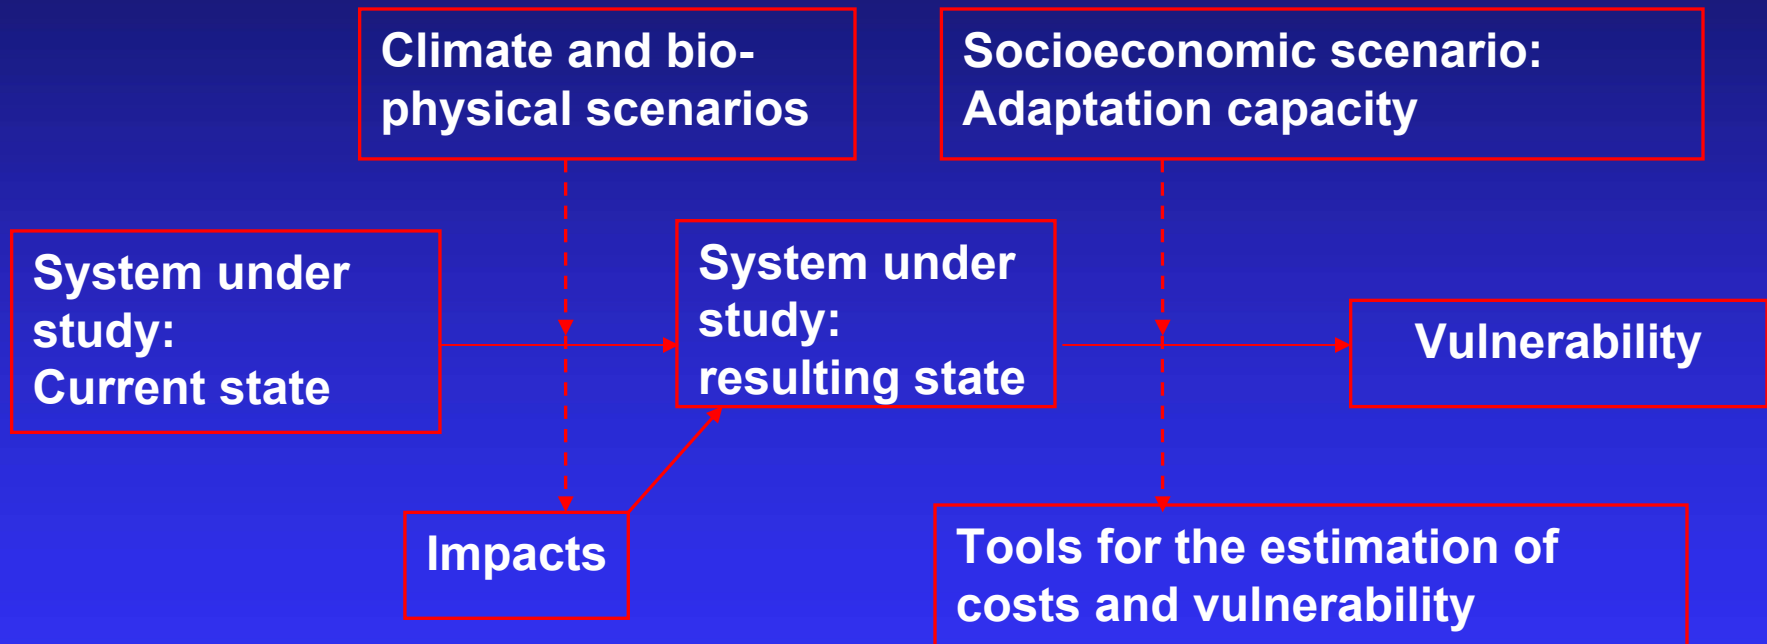 Climate and bio-
physical scenarios
Socioeconomic scenario:
Adaptation capacity
System under
study:
Current state
System under
study:
resulting state
Vulnerability
Impacts
Tools for the estimation of
costs and vulnerability